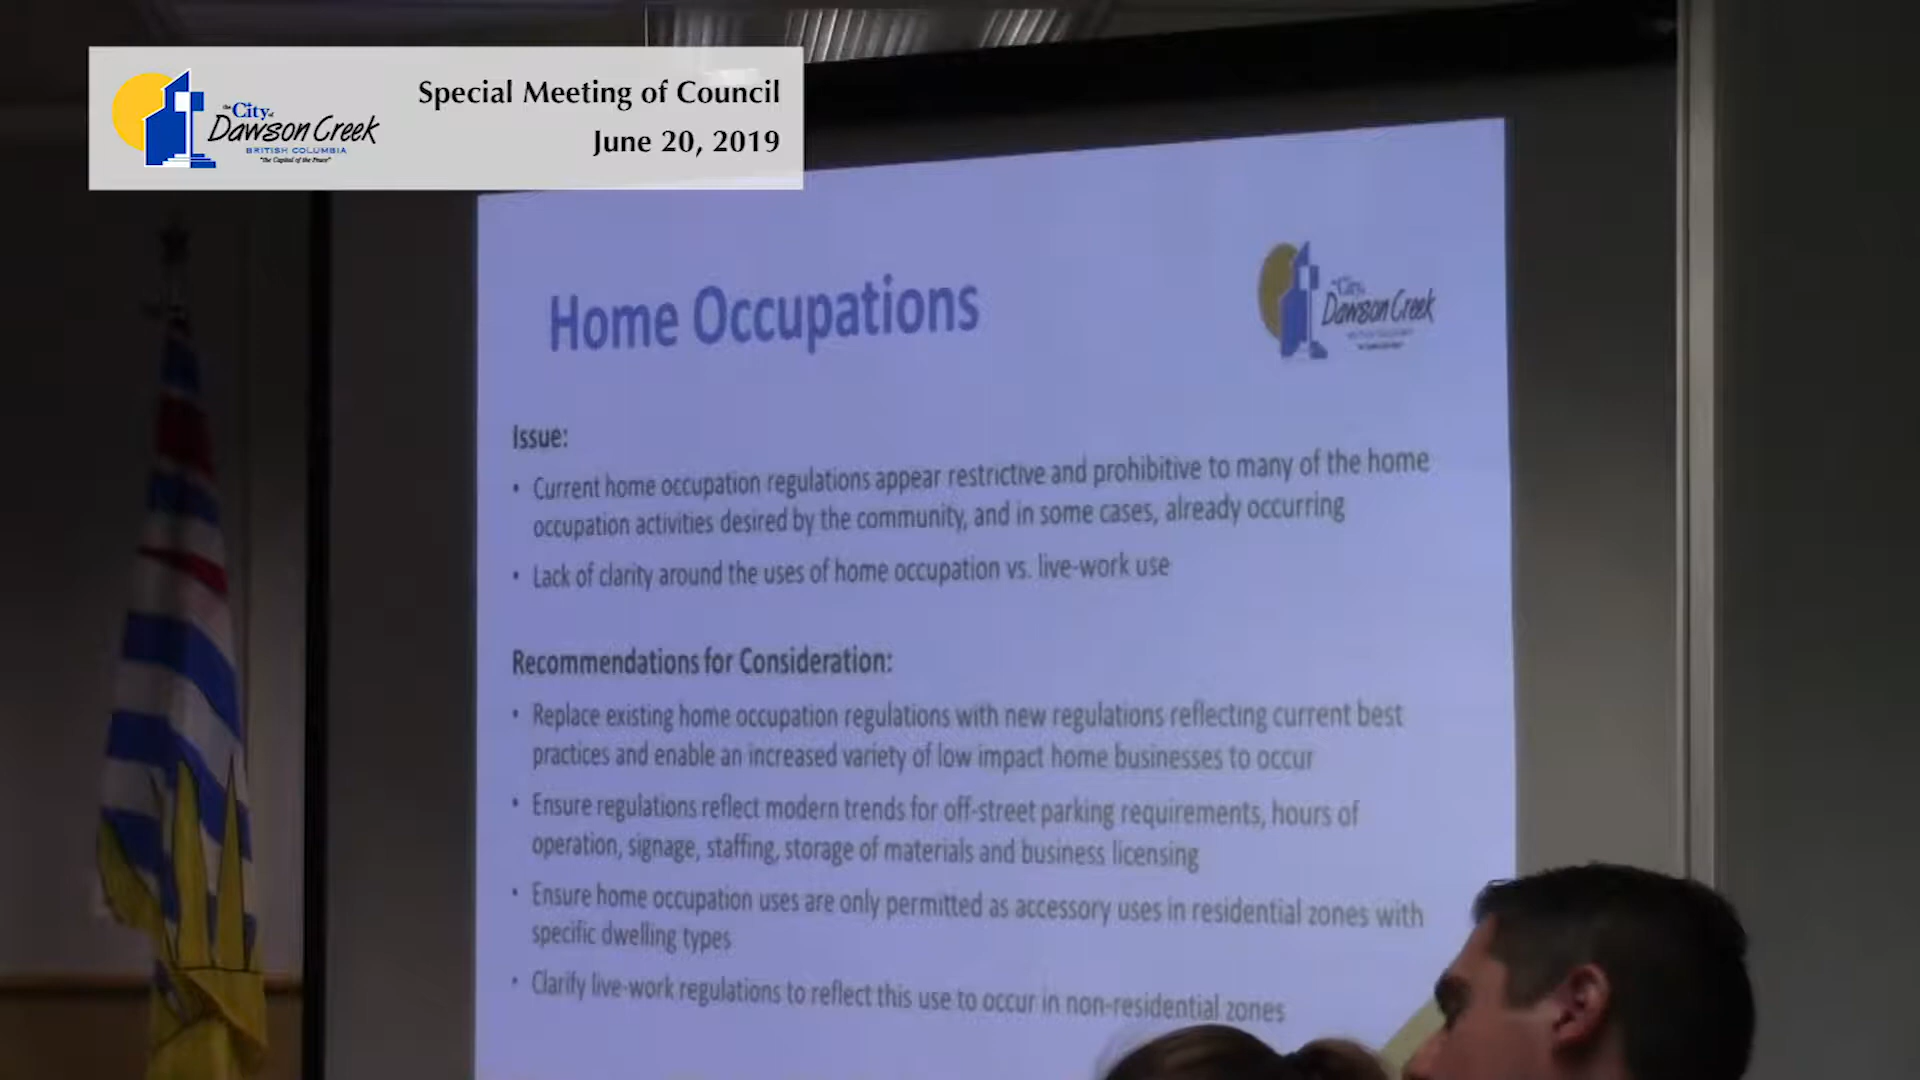 Special Meeting of Council
June 20, 2019
the City of
Dawson Creek
BRITISH COLUMBIA
"the Capital of the Peace"
Home Occupations
City of
Dawson Creek
Issue:
• Current home occupation regulations appear restrictive and prohibitive to many of the home
occupation activities desired by the community, and in some cases, already occurring
• Lack of clarity around the uses of home occupation vs. live-work use
Recommendations for Consideration:
• Replace existing home occupation regulations with new regulations reflecting current best
practices and enable an increased variety of low impact home businesses to occur
• Ensure regulations reflect modern trends for off-street parking requirements, hours of
operation, signage, staffing, storage of materials and business licensing
• Ensure home occupation uses are only permitted as accessory uses in residential zones with
specific dwelling types
• Clarify live-work regulations to reflect this use to occur in non-residential zones